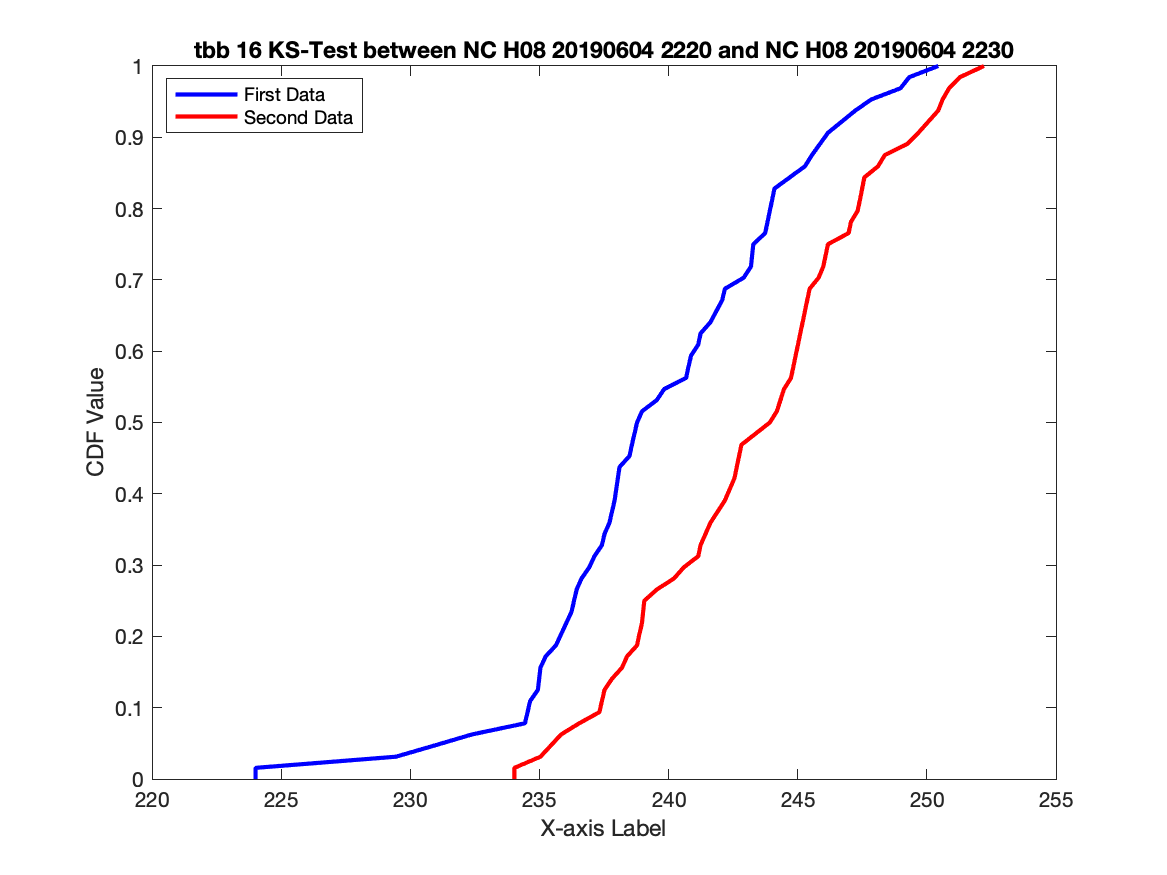 tbb 16 KS-Test between NC H08 20190604 2220 and NC H08 20190604 2230
First Data
Second Data
1
0.9
0.8
0.7
0.6
0.5
0.4
0.3
0.2
0.1
0
CDF Value
220 225 230 235 240 245 250 255
X-axis Label